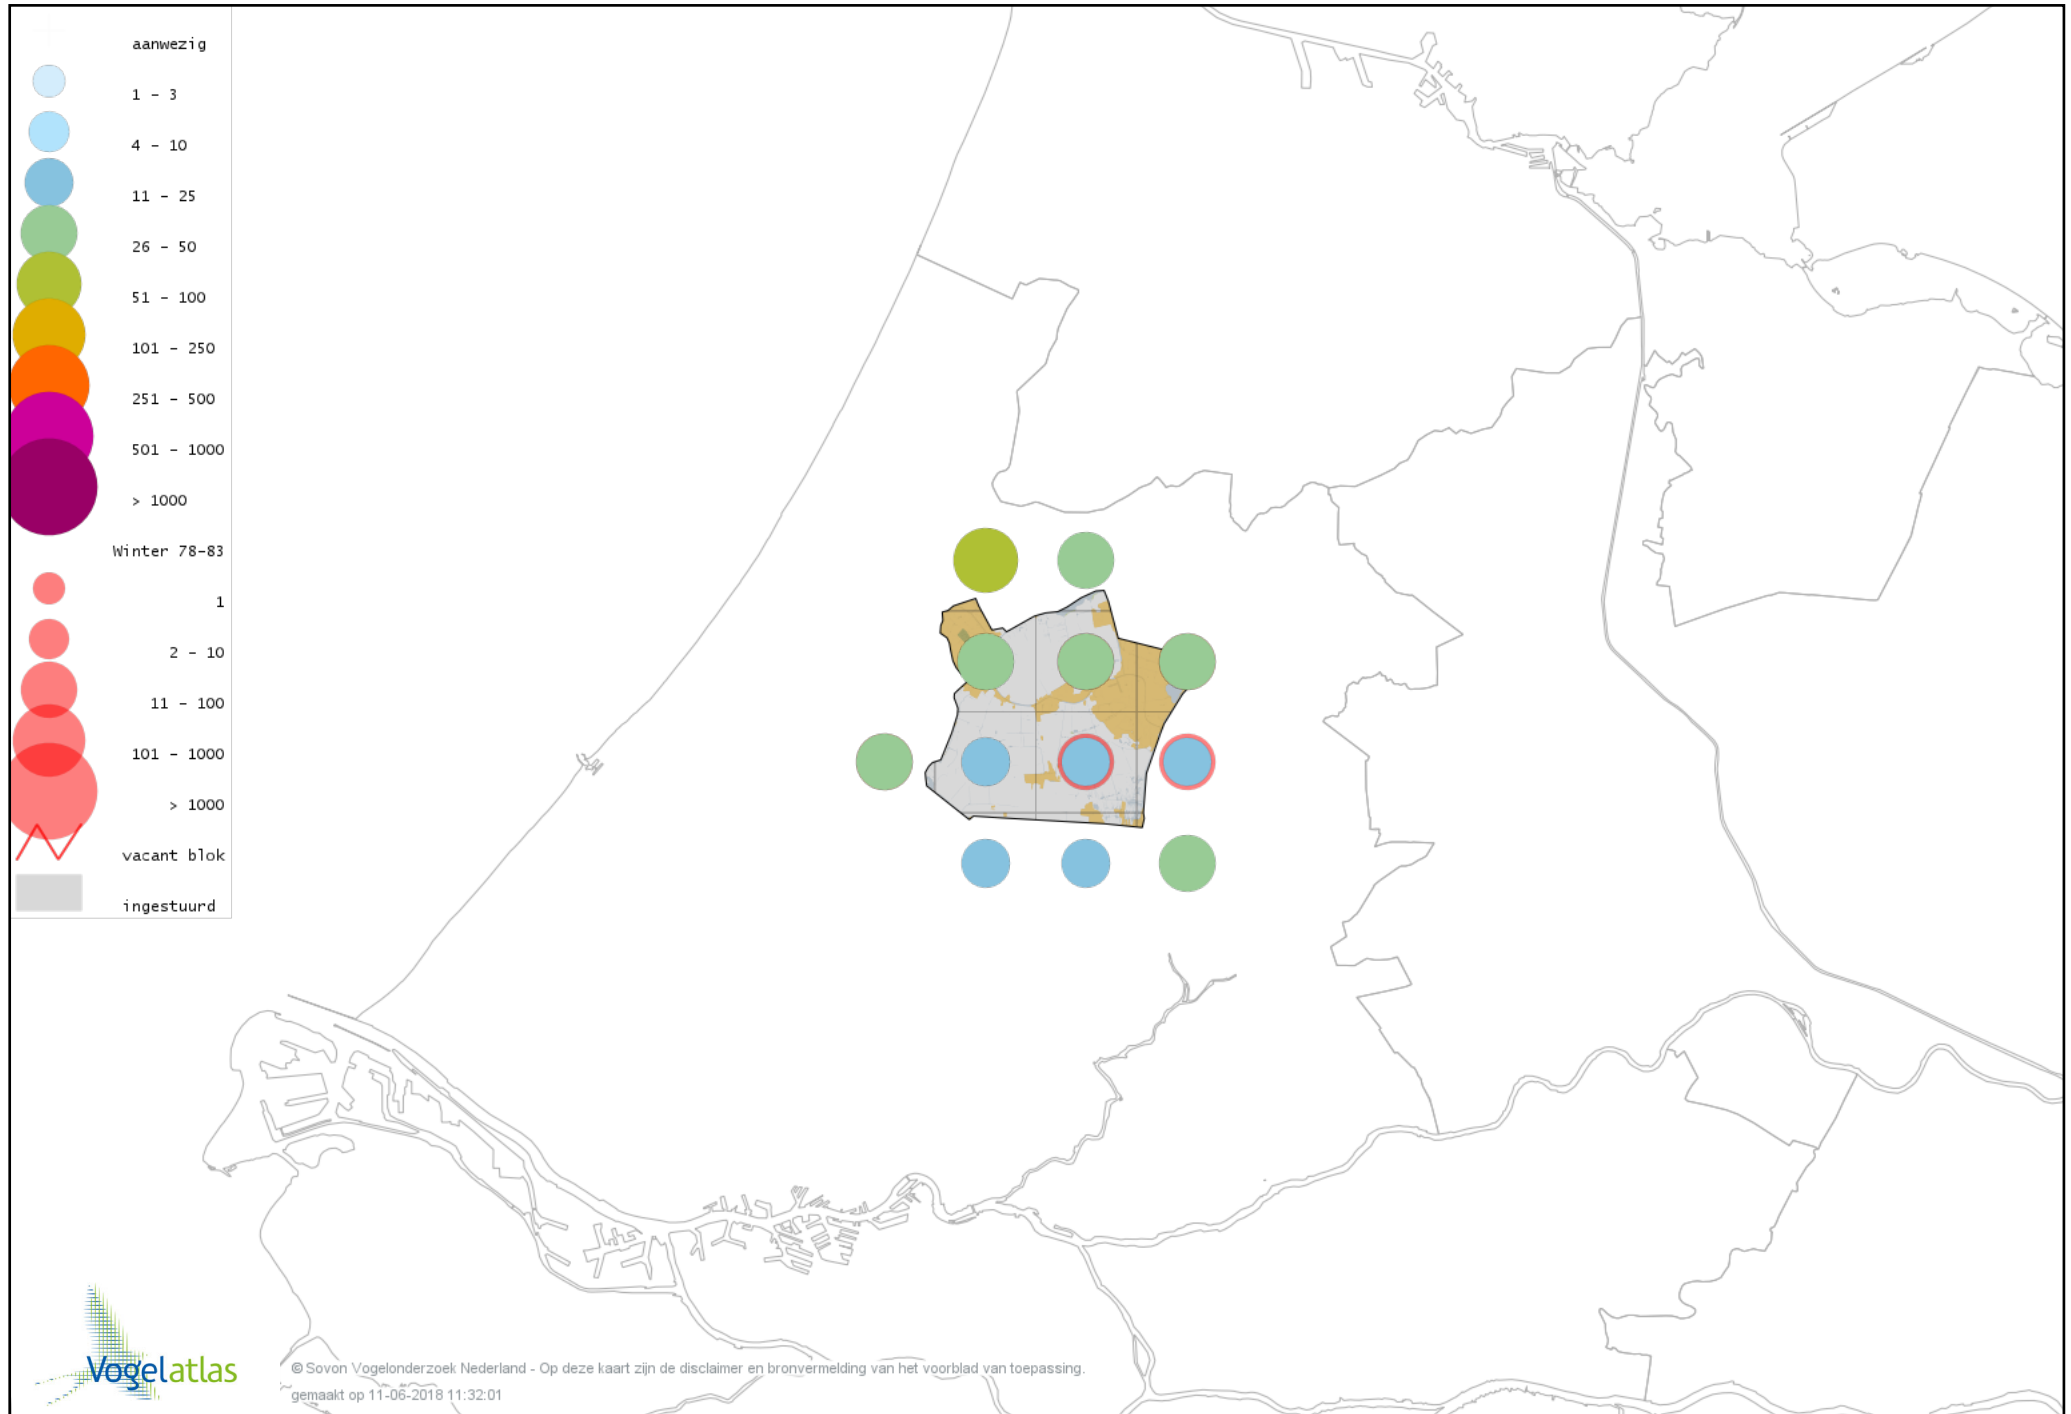 aanwezig
1 - 3
4 - 10
11 - 25
26 - 50
51 - 100
101 - 250
251 - 500
501 - 1000
> 1000
Winter 78-83
1
2 - 10
11 - 100
101 - 1000
> 1000
vacant blok
ingestuurd
Vogelatlas
© Sovon Vogelonderzoek Nederland - Op deze kaart zijn de disclaimer en bronvermelding van het voorblad van toepassing.
gemaakt op 11-06-2018 11:32:01